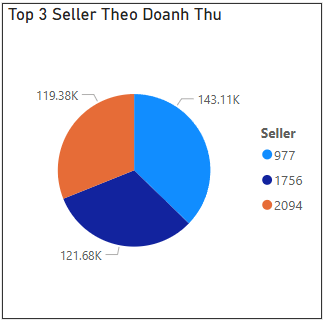 Top 3 Seller Theo Doanh Thu
119.38K
143.11K
Seller
977
1756
2094
121.68K